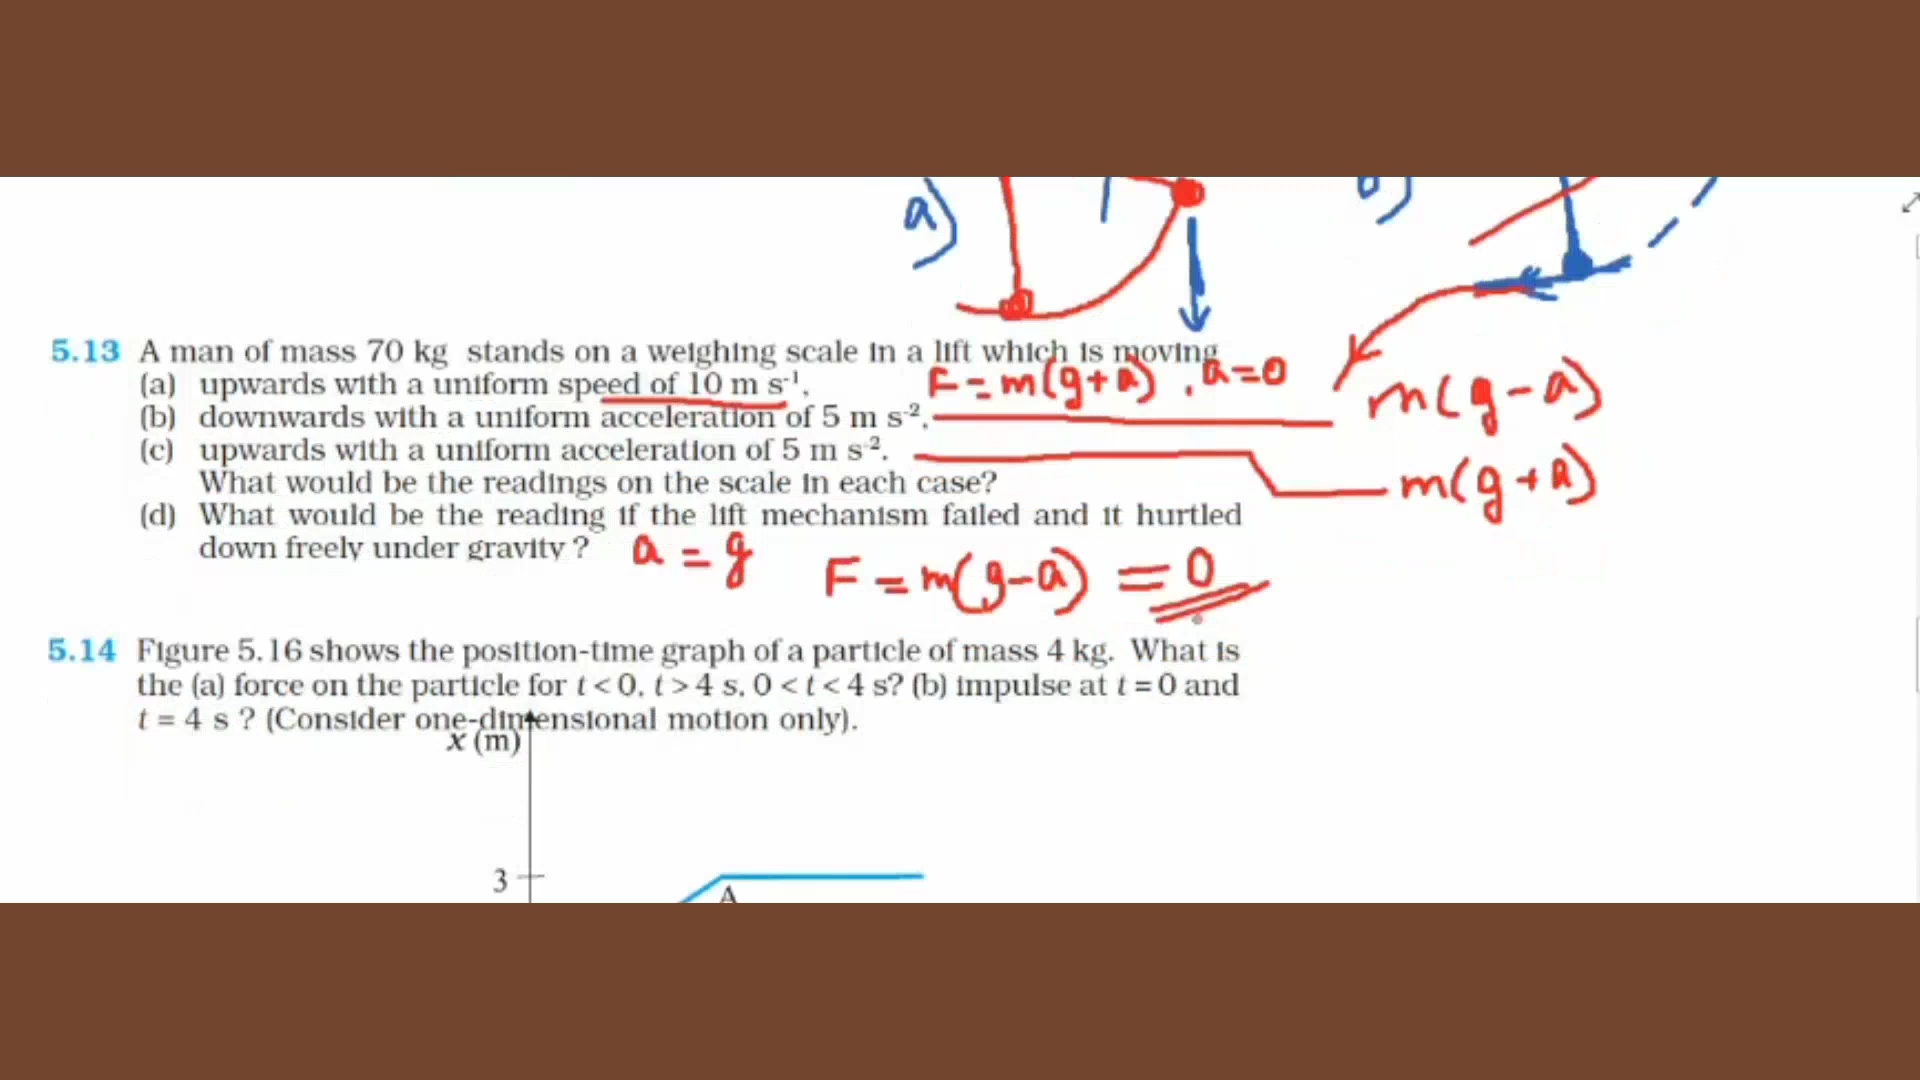 a)
b)
5.13 A man of mass 70 kg stands on a weighing scale in a lift which is moving
(a) upwards with a uniform speed of 10 m s⁻¹,
F = m(g+a) , a=0
m(g-a)
(b) downwards with a uniform acceleration of 5 m s⁻²,
(c) upwards with a uniform acceleration of 5 m s⁻².
m(g+a)
What would be the readings on the scale in each case?
(d) What would be the reading if the lift mechanism failed and it hurtled
down freely under gravity ?
a = g F = m(g-a) = 0
5.14 Figure 5.16 shows the position-time graph of a particle of mass 4 kg. What is
the (a) force on the particle for t < 0, t > 4 s, 0 < t < 4 s? (b) impulse at t = 0 and
t = 4 s ? (Consider one-dimensional motion only).
x (m)
3
A